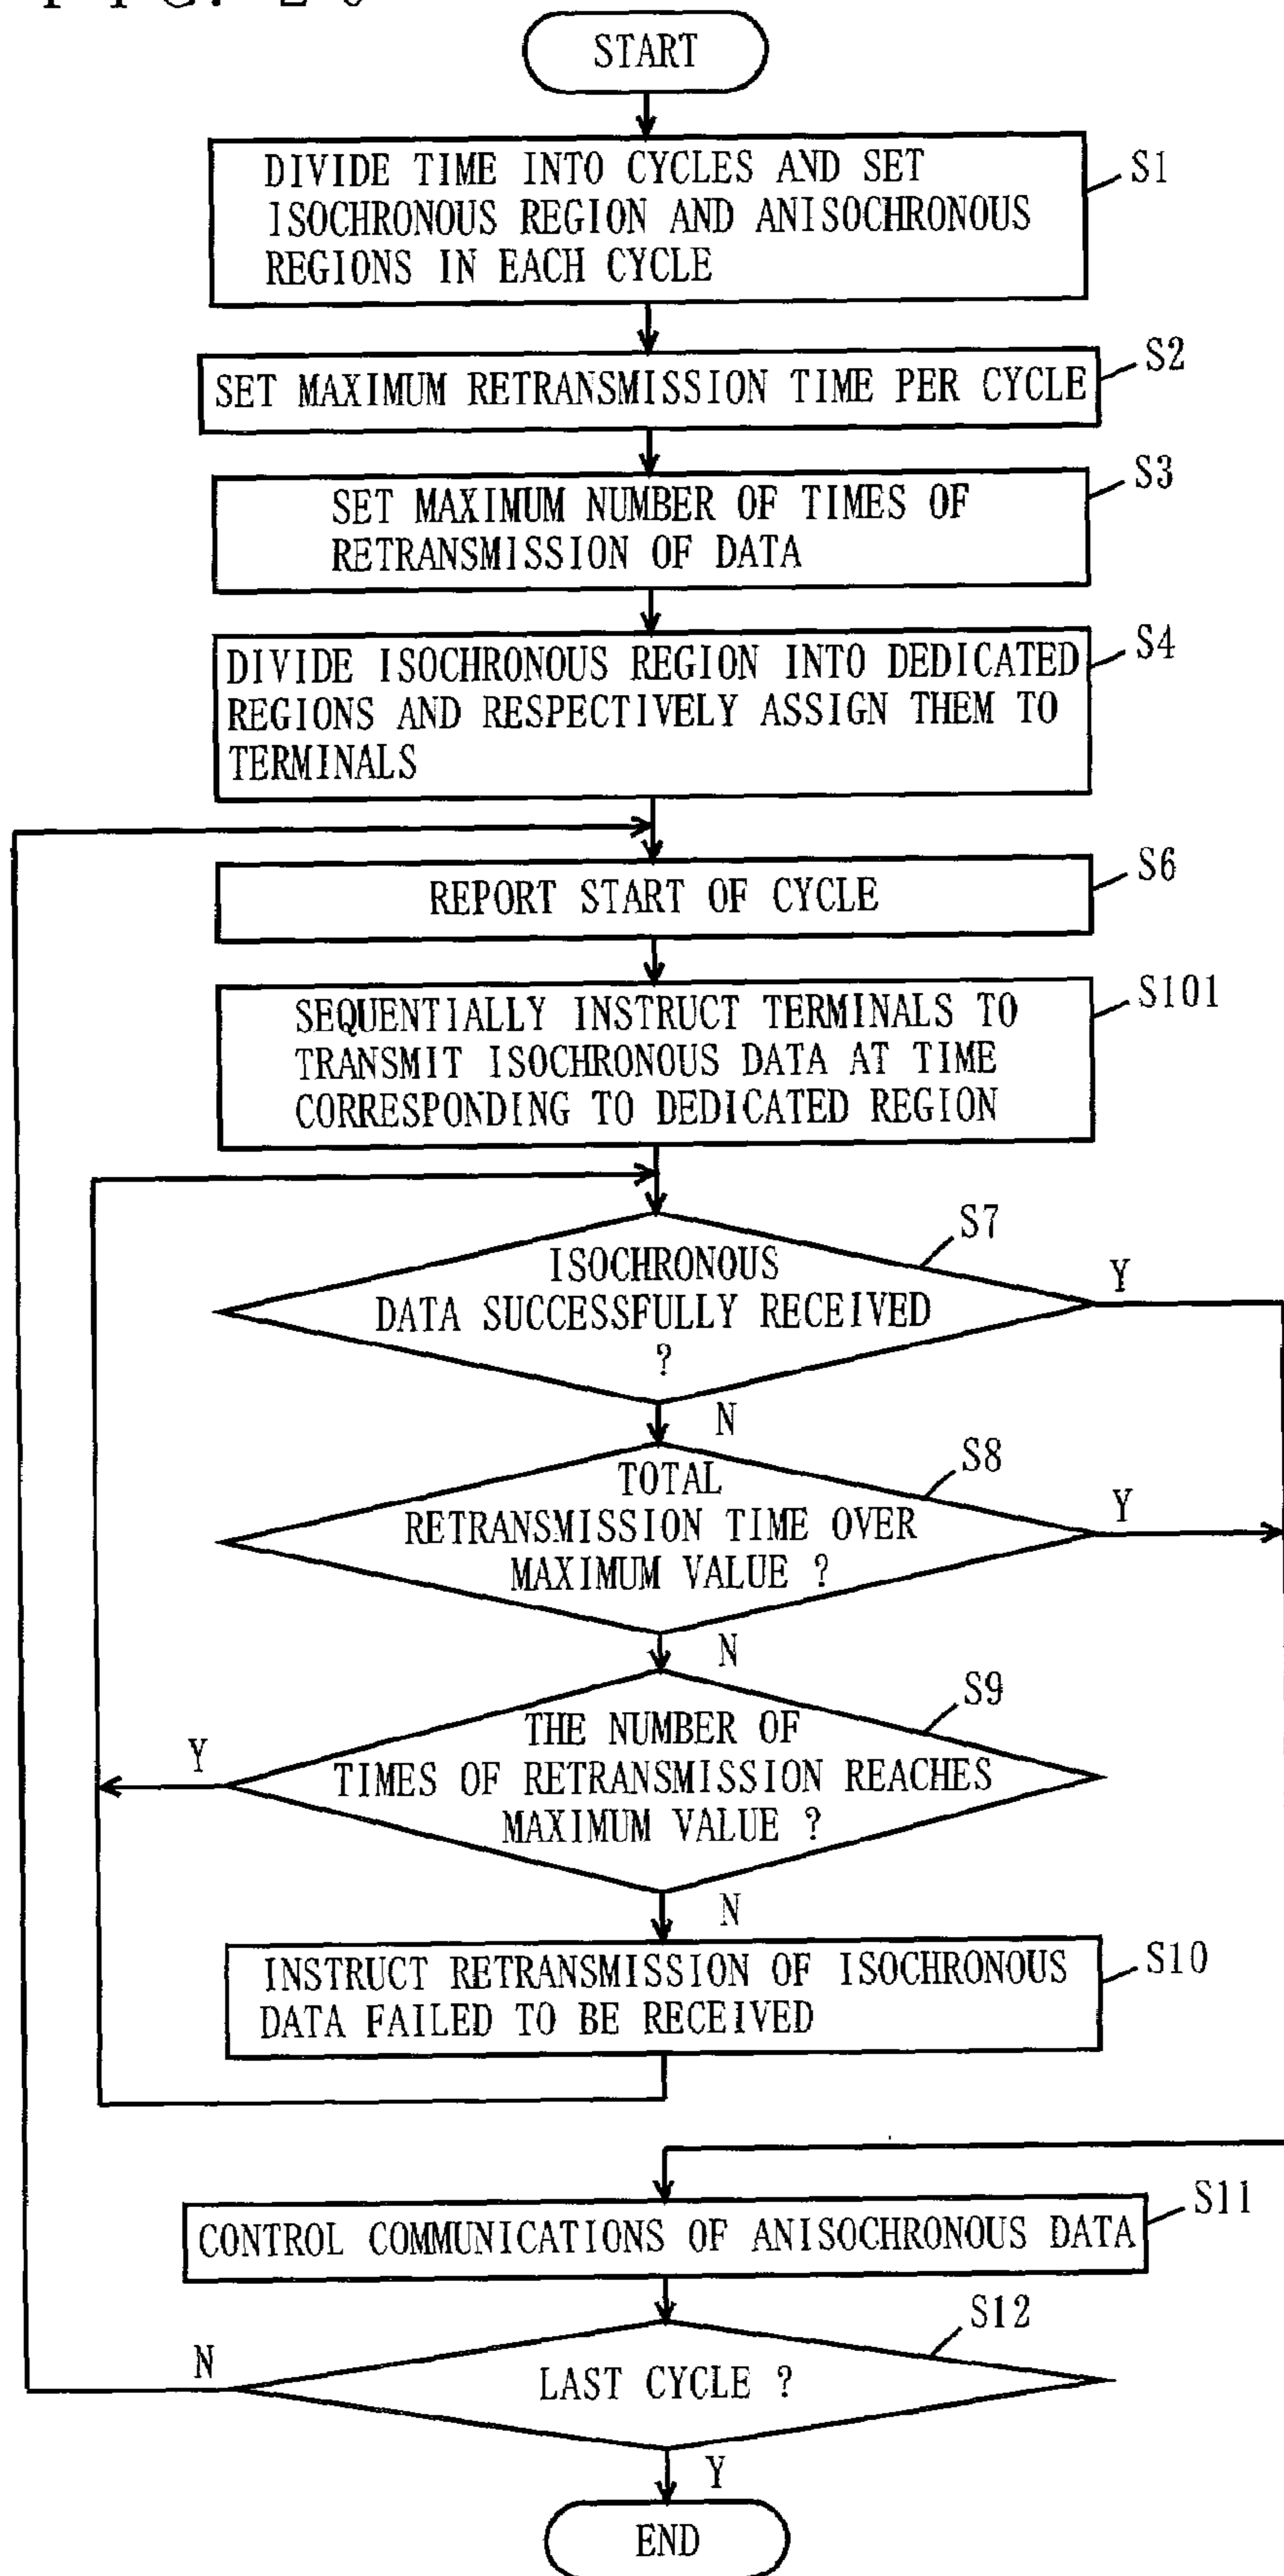 START
DIVIDE TIME INTO CYCLES AND SET
ISOCHRONOUS REGION AND ANISOCHRONOUS
REGIONS IN EACH CYCLE
S1
SET MAXIMUM RETRANSMISSION TIME PER CYCLE
S2
SET MAXIMUM NUMBER OF TIMES OF
RETRANSMISSION OF DATA
S3
DIVIDE ISOCHRONOUS REGION INTO DEDICATED
REGIONS AND RESPECTIVELY ASSIGN THEM TO
TERMINALS
S4
REPORT START OF CYCLE
S6
SEQUENTIALLY INSTRUCT TERMINALS TO
TRANSMIT ISOCHRONOUS DATA AT TIME
CORRESPONDING TO DEDICATED REGION
S101
ISOCHRONOUS
DATA SUCCESSFULLY RECEIVED
?
S7
Y
N
TOTAL
RETRANSMISSION TIME OVER
MAXIMUM VALUE ?
S8
Y
N
THE NUMBER OF
TIMES OF RETRANSMISSION REACHES
MAXIMUM VALUE ?
S9
Y
N
INSTRUCT RETRANSMISSION OF ISOCHRONOUS
DATA FAILED TO BE RECEIVED
S10
CONTROL COMMUNICATIONS OF ANISOCHRONOUS DATA
S11
LAST CYCLE ?
S12
N
Y
END